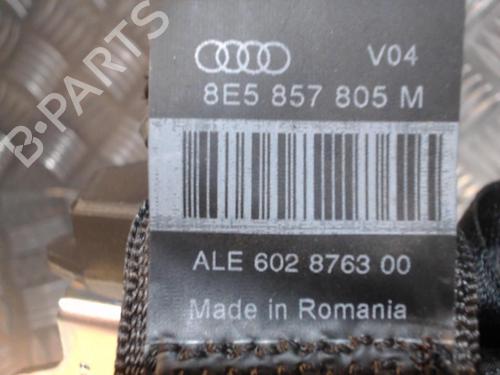 B-PARTS
V04
8E5 857 805 M
ALE 602 8763 00
Made in Romania